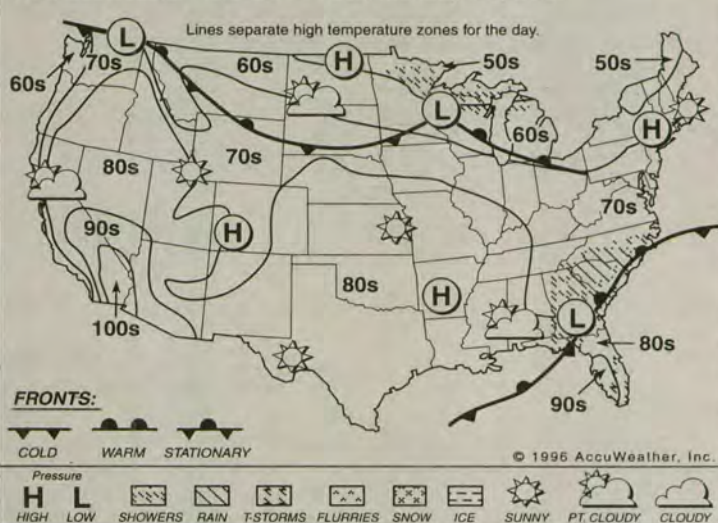 Lines separate high temperature zones for the day.
L
60s
70s
60s
H
50s
50s
L
60s
H
80s
70s
70s
90s
H
80s
H
100s
L
80s
90s
FRONTS:
COLD WARM STATIONARY
© 1996 AccuWeather, Inc.
Pressure
H L
HIGH LOW SHOWERS RAIN T-STORMS FLURRIES SNOW ICE SUNNY PT. CLOUDY CLOUDY